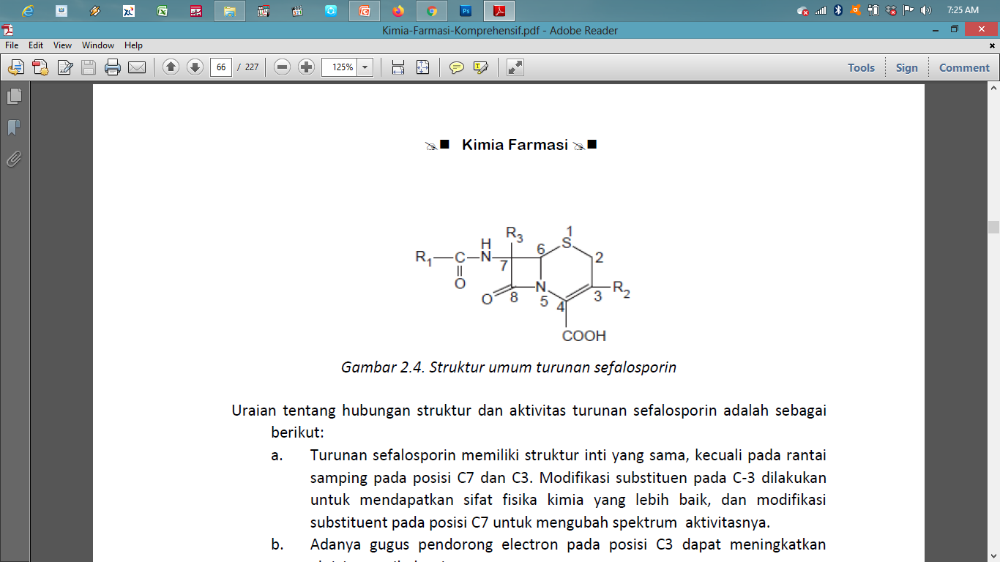 7:25 AM
Kimia-Farmasi-Komprehensif.pdf - Adobe Reader
File Edit View Window Help
66 / 227 125% Tools Sign Comment
Kimia Farmasi
R3 S 1
H 6 2
R1 C N 7
O N R2
O 8 5 4 3
COOH
Gambar 2.4. Struktur umum turunan sefalosporin
Uraian tentang hubungan struktur dan aktivitas turunan sefalosporin adalah sebagai
berikut:
a. Turunan sefalosporin memiliki struktur inti yang sama, kecuali pada rantai
samping pada posisi C7 dan C3. Modifikasi substituen pada C-3 dilakukan
untuk mendapatkan sifat fisika kimia yang lebih baik, dan modifikasi
substituent pada posisi C7 untuk mengubah spektrum aktivitasnya.
b. Adanya gugus pendorong electron pada posisi C3 dapat meningkatkan